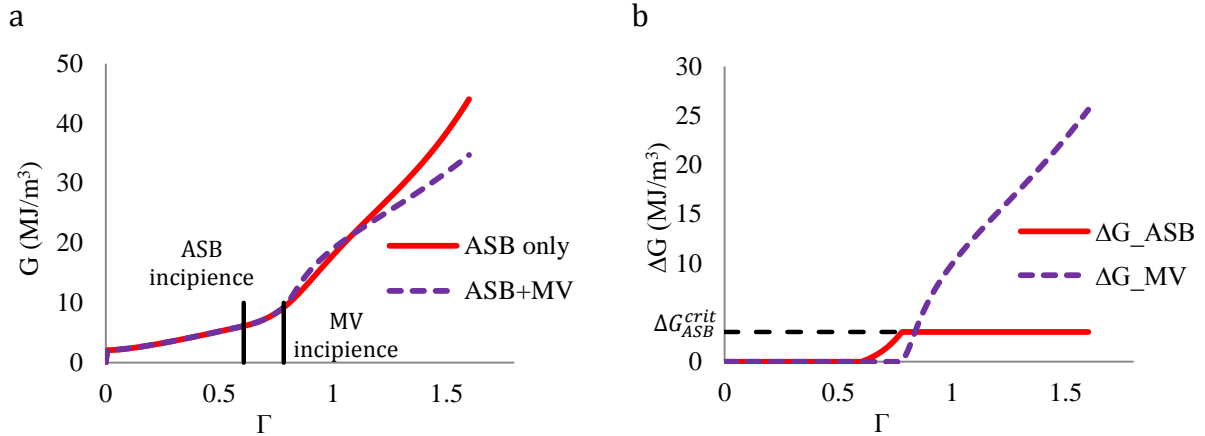 a
50
40
30
20
10
0
G (MJ/m³)
ASB
incipience
MV
incipience
ASB only
ASB+MV
0
0.5
1
1.5
Γ
b
30
25
20
15
10
5
0
ΔG (MJ/m³)
ΔG_ASB
ΔG_MV
ΔG_{ASB}^{crit}
0
0.5
1
1.5
Γ